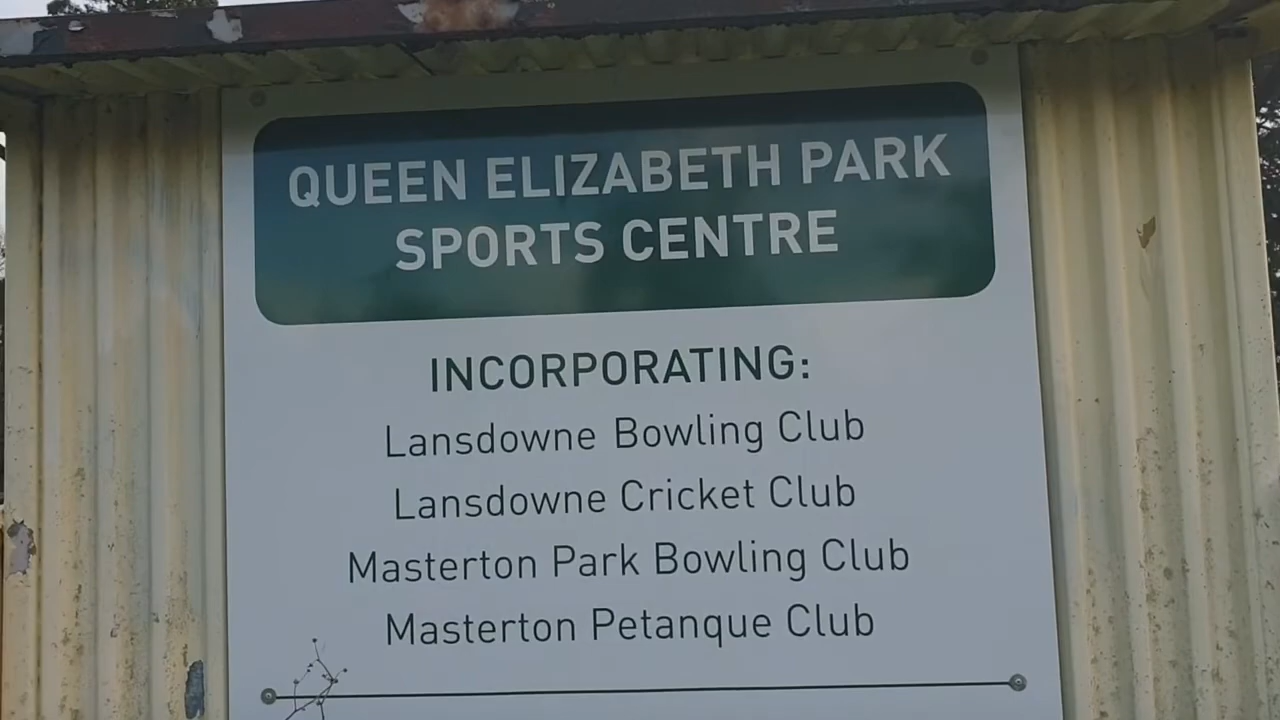 QUEEN ELIZABETH PARK
SPORTS CENTRE
INCORPORATING:
Lansdowne Bowling Club
Lansdowne Cricket Club
Masterton Park Bowling Club
Masterton Petanque Club